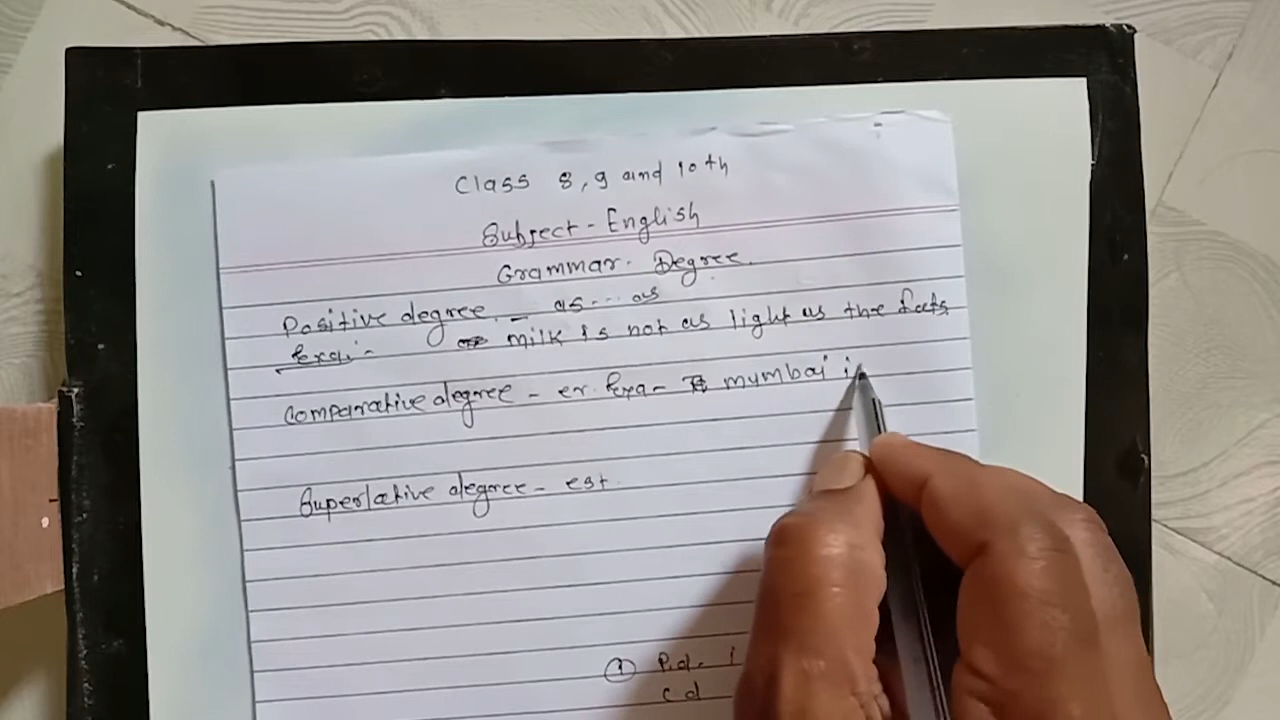 Class 8, 9 and 10th
Subject - English
Grammar. Degree.
Positive degree. - as... as
Exa:- milk is not as light as the
Comparative degree - er. Exa - mumbai i
Superlative degree - est.
① P.d. i
c d